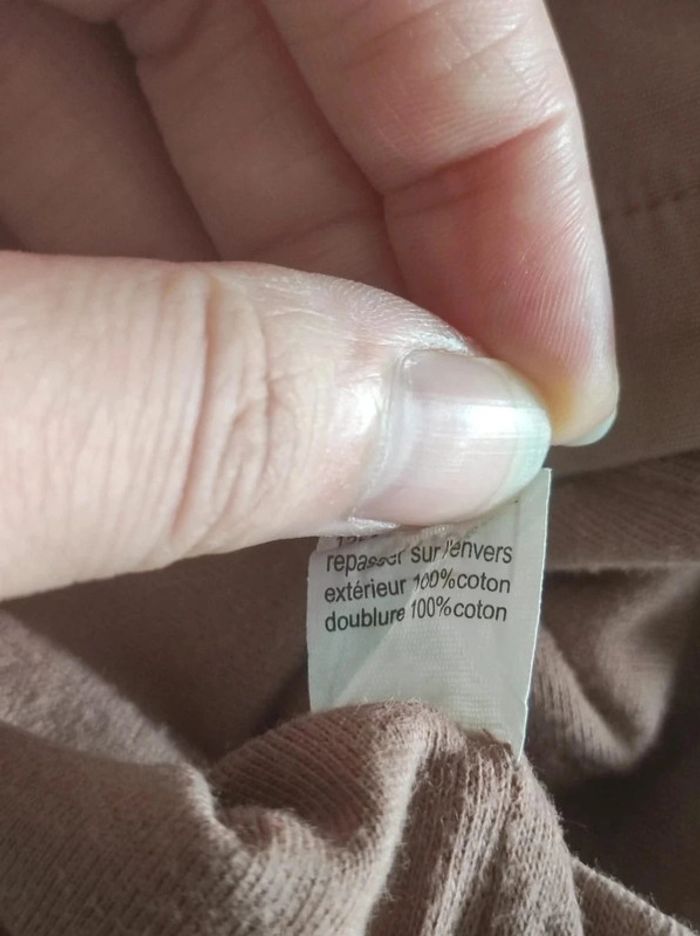 repasser sur l'envers
extérieur 100%coton
doublure 100%coton